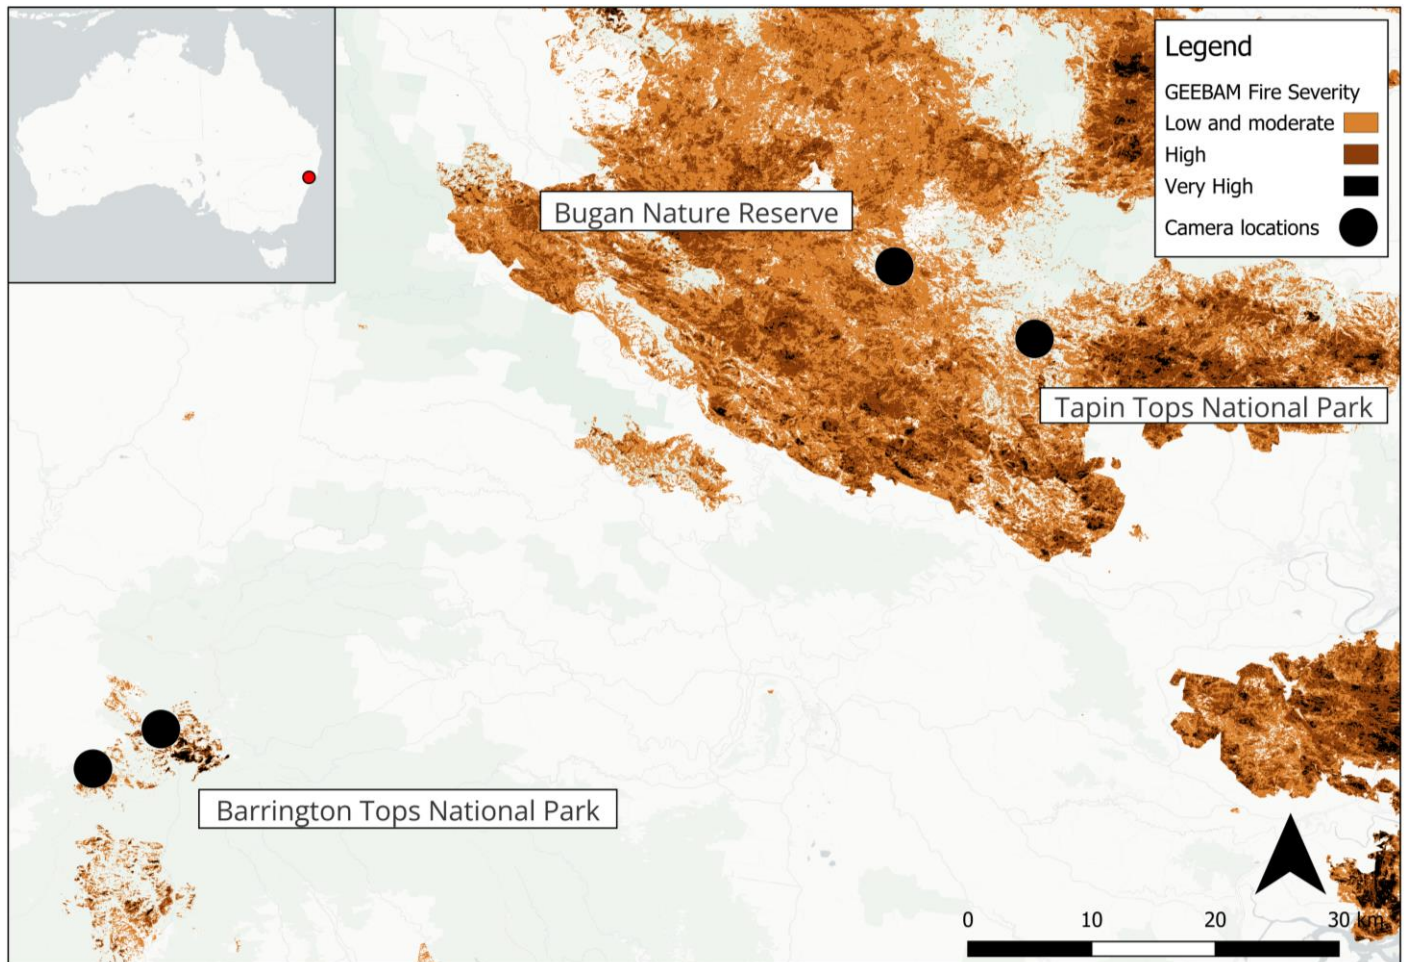 Legend
GEEBAM Fire Severity
Low and moderate
High
Very High
Camera locations
Bugan Nature Reserve
Tapin Tops National Park
Barrington Tops National Park
0 10 20 30 km